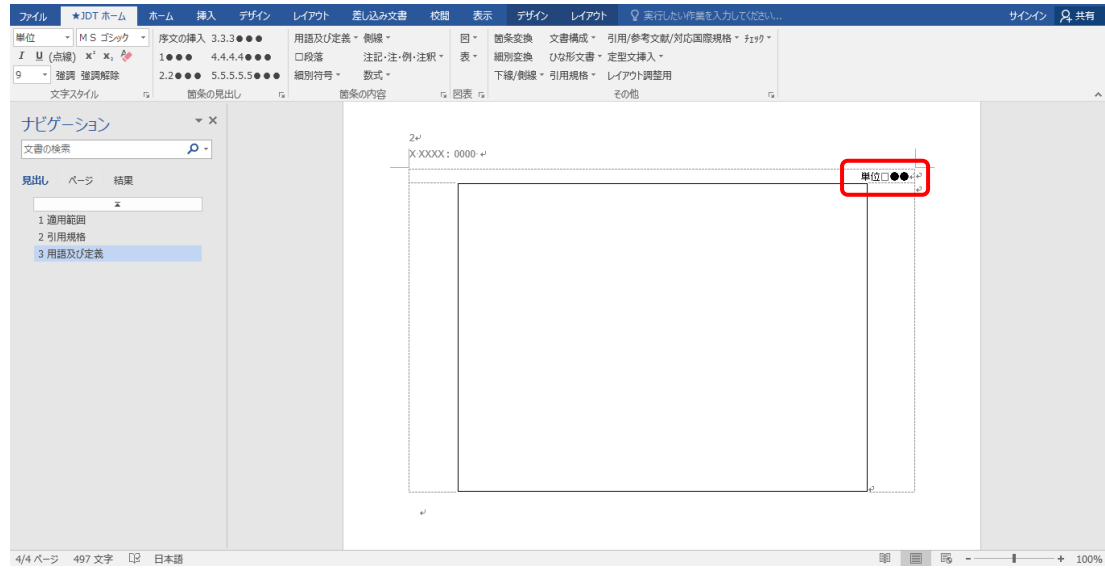 ファイル ★JDT ホーム ホーム 挿入 デザイン レイアウト 差し込み文書 校閲 表示 デザイン レイアウト 実行したい作業を入力してください... サインイン 共有
単位 ＭＳ ゴシック 序文の挿入 3.3.3●●● 用語及び定義 側線 図 箇条変換 文書構成 引用/参考文献/対応国際規格 ﾁｪｯｸ
I U (点線) x² x₂ 1●●● 4.4.4.4●●● □段落 注記･注･例･注釈 表 細別変換 ひな形文書 定型文挿入
9 強調 強調解除 2.2●●● 5.5.5.5.5●●● 細別符号 数式 下線/側線 引用規格 レイアウト調整用
文字スタイル 箇条の見出し 箇条の内容 図表 その他
ナビゲーション
文書の検索
見出し ページ 結果
1 適用範囲
2 引用規格
3 用語及び定義
2
X XXXX：0000
単位□●●
4/4 ページ 497 文字 日本語 100%